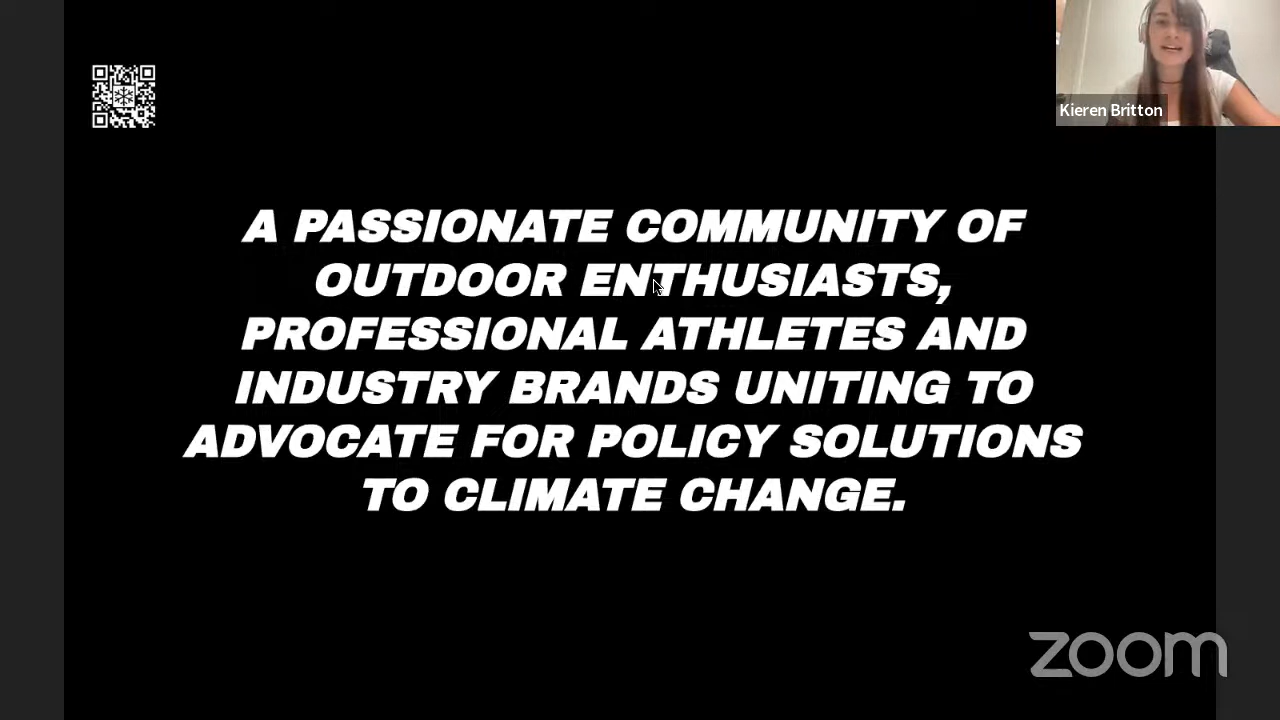 Kieren Britton
A PASSIONATE COMMUNITY OF
OUTDOOR ENTHUSIASTS,
PROFESSIONAL ATHLETES AND
INDUSTRY BRANDS UNITING TO
ADVOCATE FOR POLICY SOLUTIONS
TO CLIMATE CHANGE.
zoom